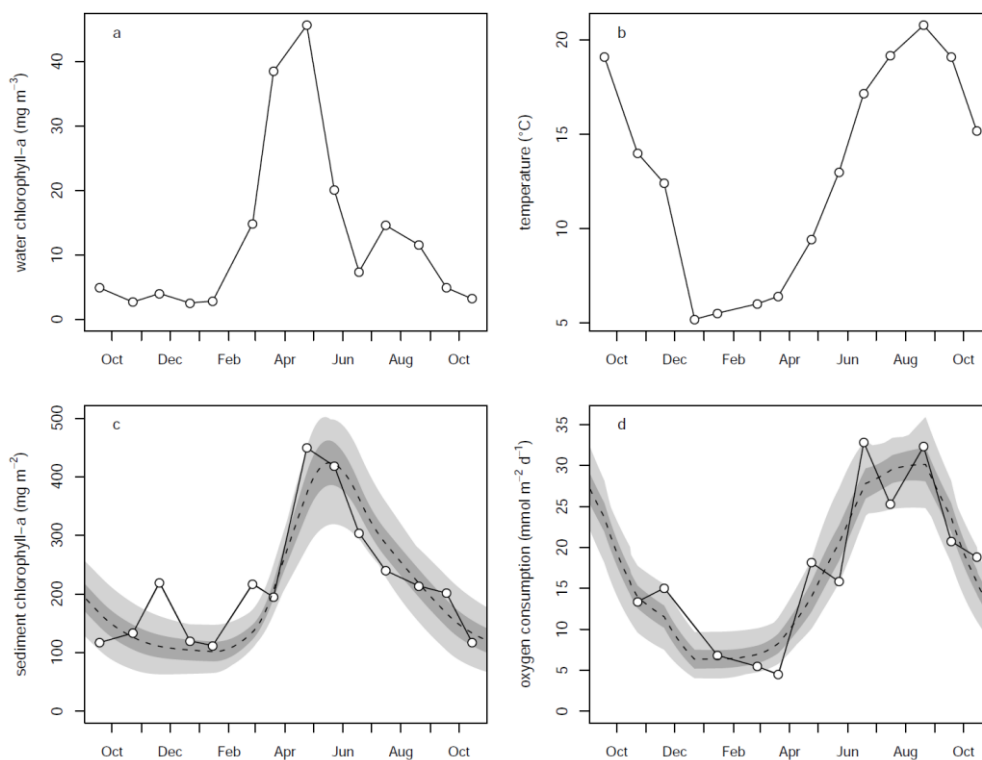 a
water chlorophyll−a (mg m−3)
0
10
20
30
40
Oct Dec Feb Apr Jun Aug Oct
b
temperature (°C)
5
10
15
20
Oct Dec Feb Apr Jun Aug Oct
c
sediment chlorophyll−a (mg m−2)
0
100
200
300
400
500
Oct Dec Feb Apr Jun Aug Oct
d
oxygen consumption (mmol m−2 d−1)
0
5
10
15
20
25
30
35
Oct Dec Feb Apr Jun Aug Oct